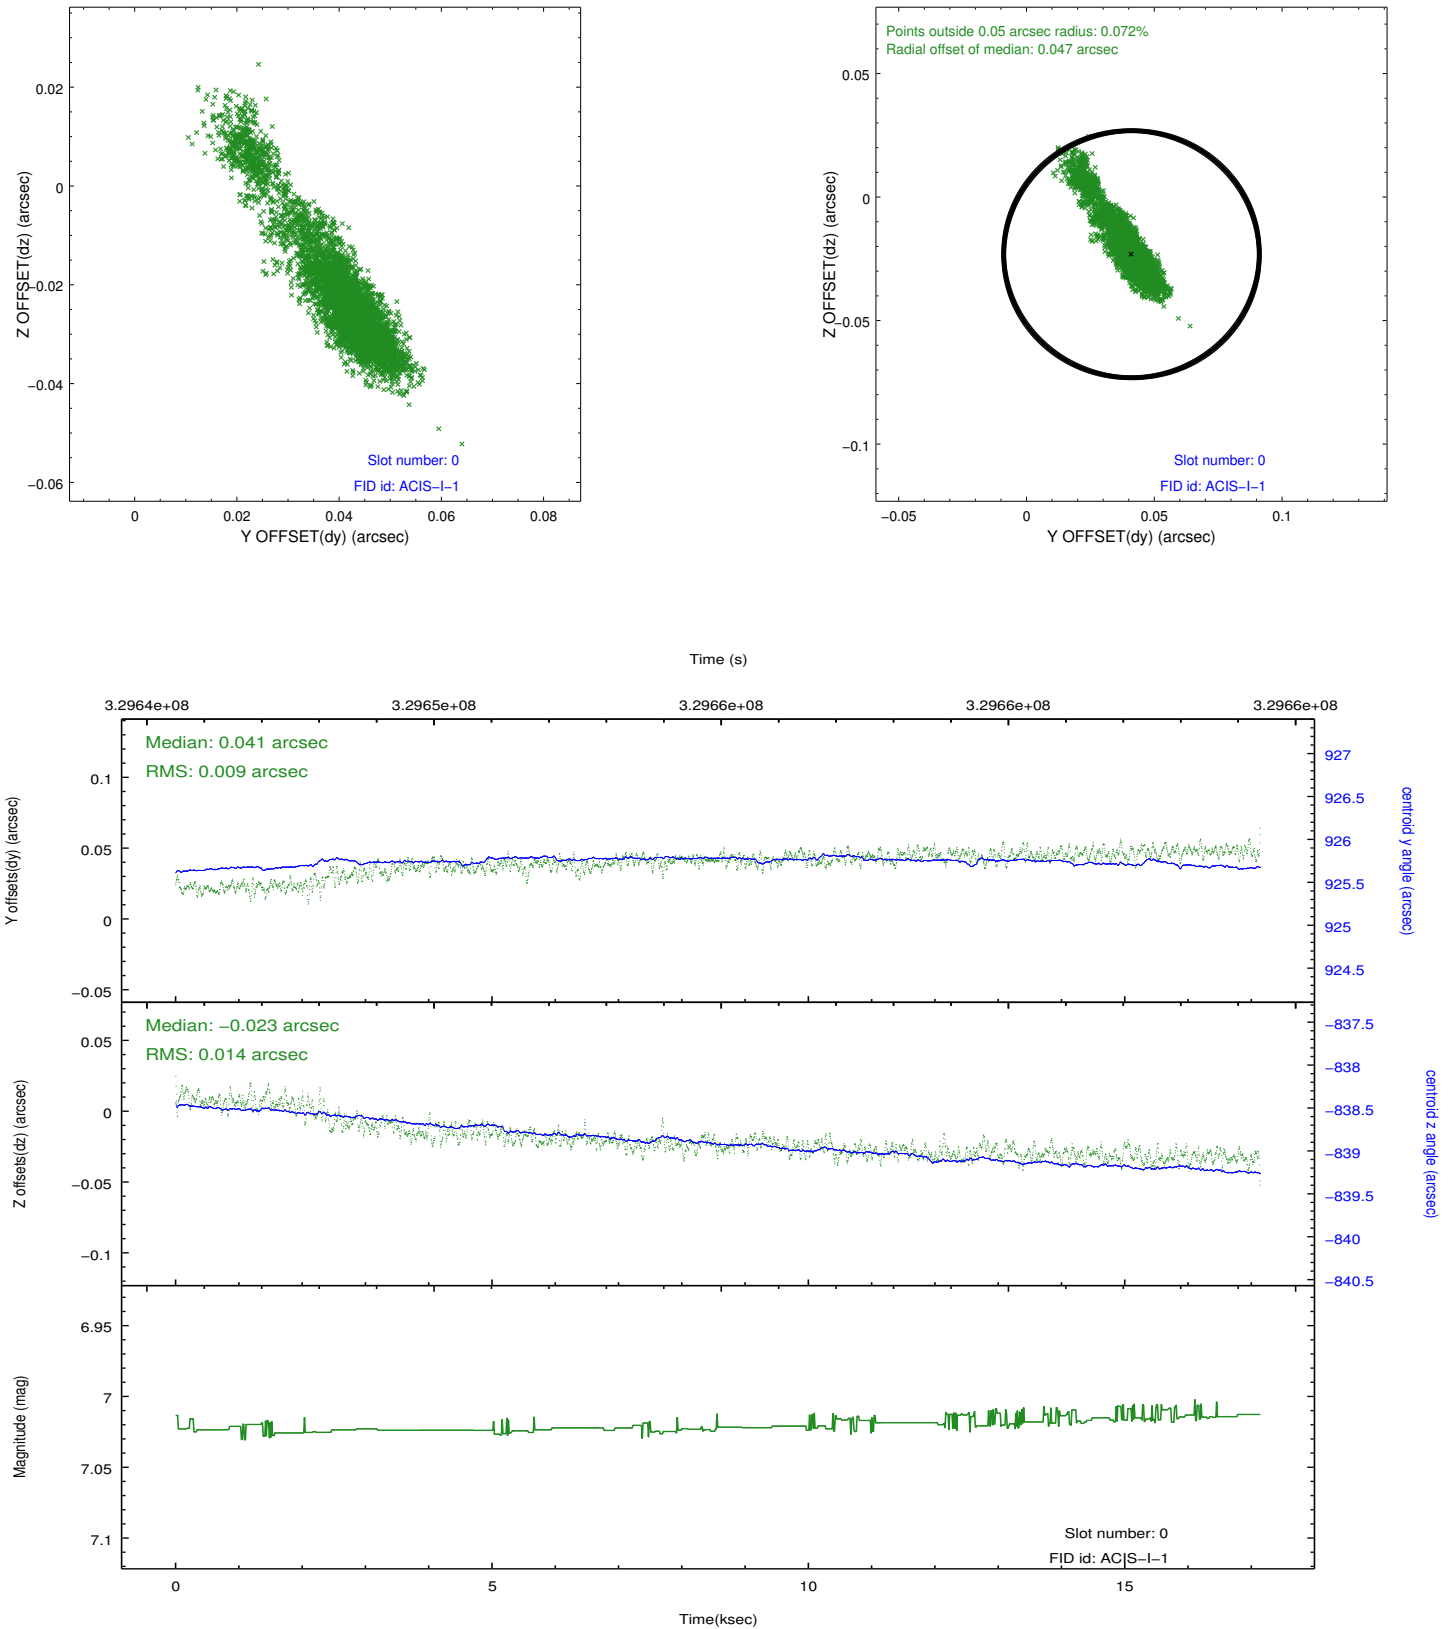 0.02
0
−0.02
−0.04
−0.06
Z OFFSET(dz) (arcsec)
Slot number: 0
FID id: ACIS−I−1
0
0.02
0.04
0.06
0.08
Y OFFSET(dy) (arcsec)
Points outside 0.05 arcsec radius: 0.072%
Radial offset of median: 0.047 arcsec
0.05
0
−0.05
−0.1
Z OFFSET(dz) (arcsec)
Slot number: 0
FID id: ACIS−I−1
−0.05
0
0.05
0.1
Y OFFSET(dy) (arcsec)
Time (s)
3.2964e+08
3.2965e+08
3.2966e+08
3.2966e+08
3.2966e+08
Median: 0.041 arcsec
RMS: 0.009 arcsec
0.1
0.05
0
−0.05
Y offsets(dy) (arcsec)
927
926.5
926
925.5
925
924.5
centroid y angle (arcsec)
Median: −0.023 arcsec
RMS: 0.014 arcsec
0.05
0
−0.05
−0.1
Z offsets(dz) (arcsec)
−837.5
−838
−838.5
−839
−839.5
−840
−840.5
centroid z angle (arcsec)
6.95
7
7.05
7.1
Magnitude (mag)
Slot number: 0
FID id: ACIS−I−1
0
5
10
15
Time(ksec)